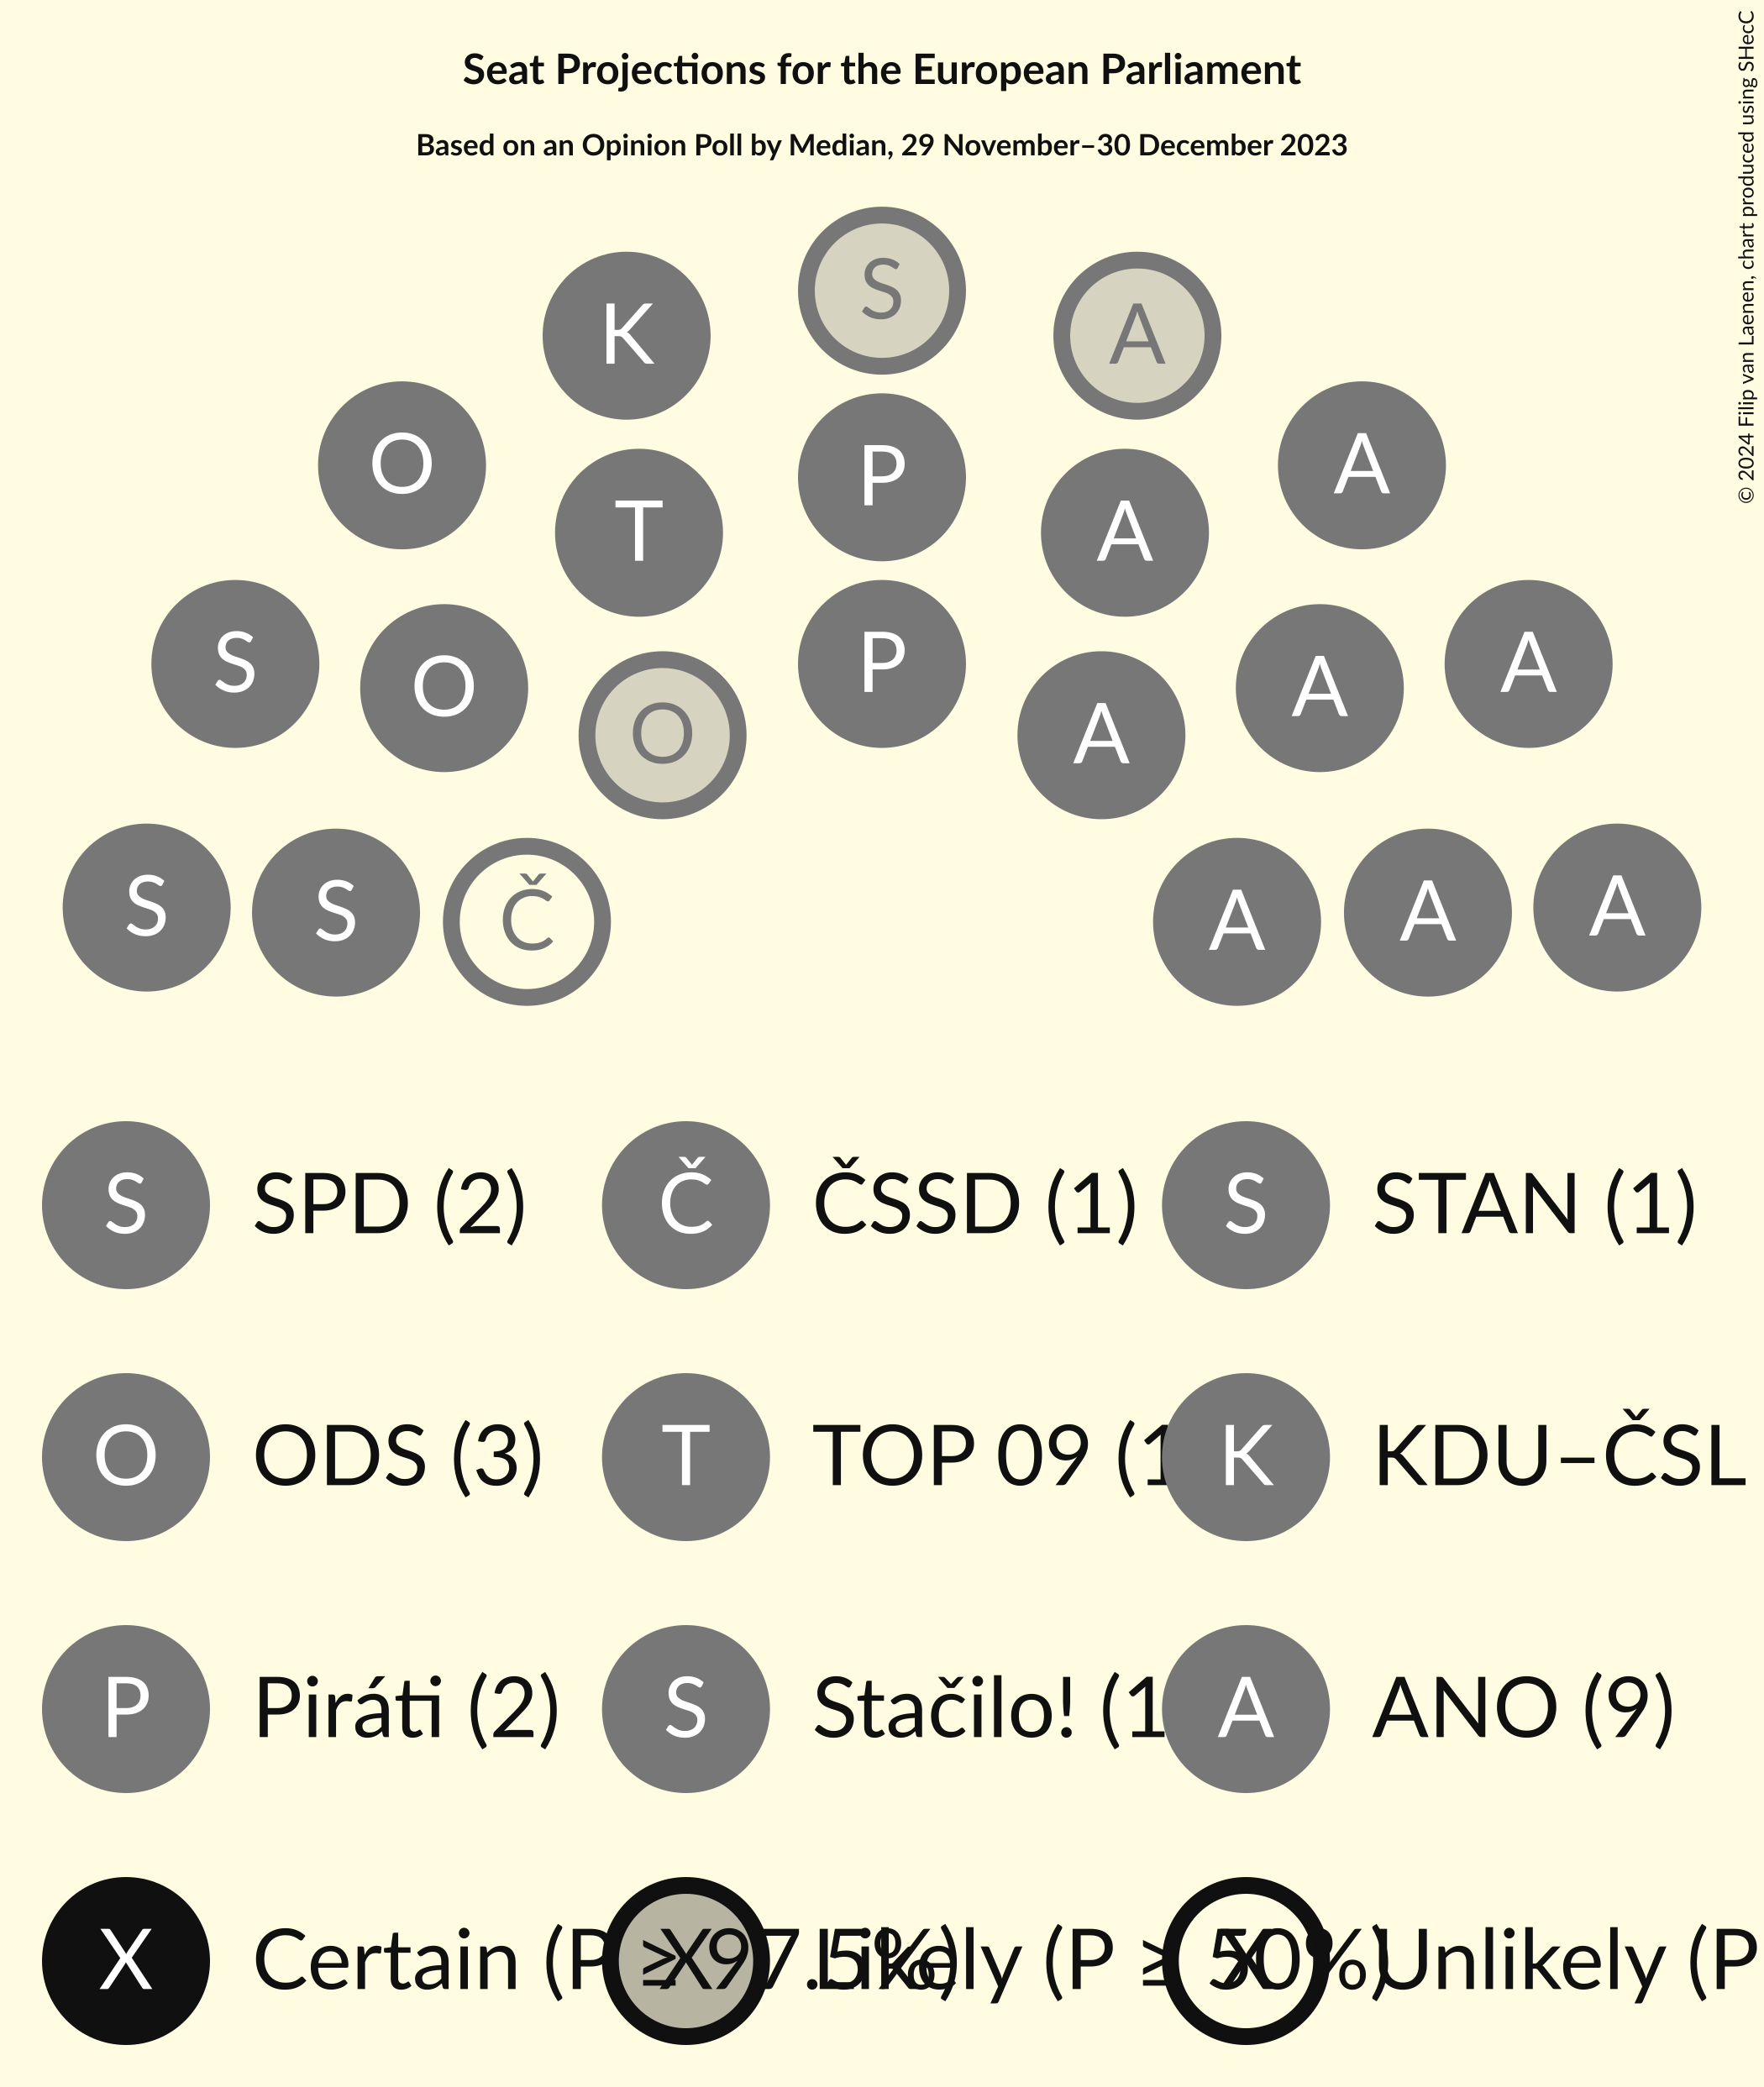 Seat Projections for the European Parliament
Based on an Opinion Poll by Median, 29 November–30 December 2023
© 2024 Filip van Laenen, chart produced using SHecC
S
K A
O A
P
T A
S P A
O A
O A
S A
S A
Č A
S SPD (2) Č ČSSD (1) S STAN (1)
O ODS (3) T TOP 09 (1 K KDU–ČSL
P Piráti (2) S Stačilo! (1 A ANO (9)
X Certain (P ≥ 97.5%) X Likely (P ≥ 50%) X Unlikely (P